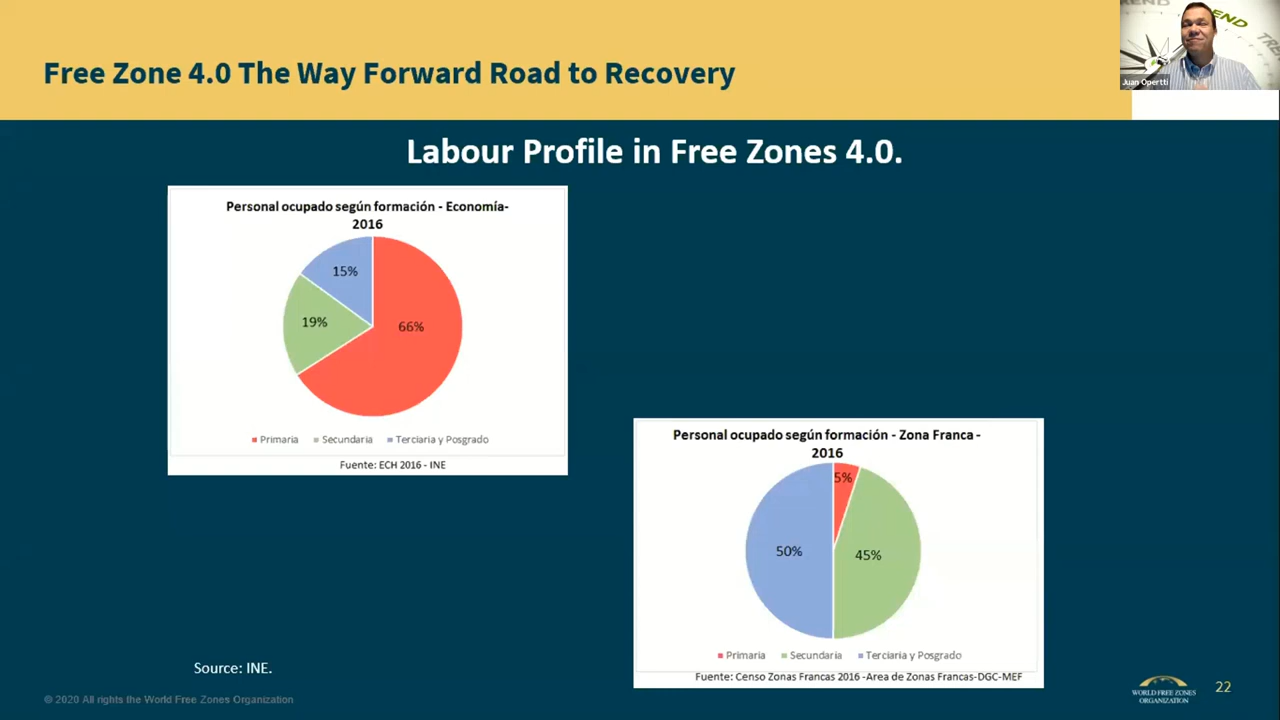 Free Zone 4.0 The Way Forward Road to Recovery
TREND
Juan Opertti
Labour Profile in Free Zones 4.0.
Personal ocupado según formación - Economía-
2016
15%
19%
66%
Primaria Secundaria Terciaria y Posgrado
Fuente: ECH 2016 - INE
Personal ocupado según formación - Zona Franca -
2016
5%
50%
45%
Primaria Secundaria Terciaria y Posgrado
Fuente: Censo Zonas Francas 2016 -Area de Zonas Francas-DGC-MEF
Source: INE.
© 2020 All rights the World Free Zones Organization
WORLD FREE ZONES
ORGANIZATION
22